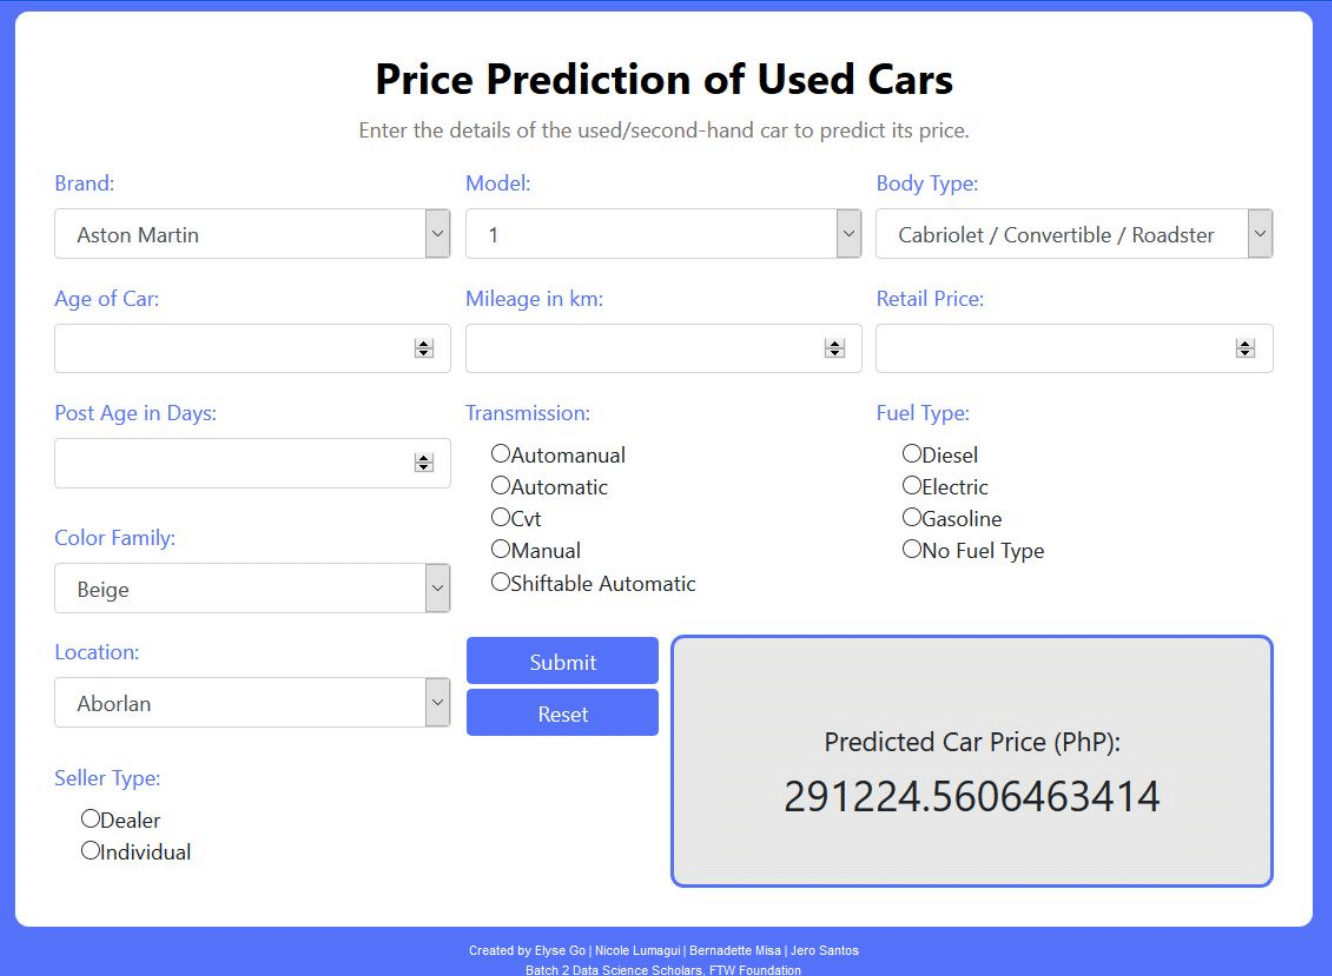 Price Prediction of Used Cars
Enter the details of the used/second-hand car to predict its price.
Brand:
Model:
Body Type:
Aston Martin
1
Cabriolet / Convertible / Roadster
Age of Car:
Mileage in km:
Retail Price:
Post Age in Days:
Transmission:
Fuel Type:
Automanual
Automatic
Cvt
Manual
Shiftable Automatic
Diesel
Electric
Gasoline
No Fuel Type
Color Family:
Beige
Location:
Aborlan
Submit
Reset
Predicted Car Price (PhP):
291224.5606463414
Seller Type:
Dealer
Individual
Created by Elyse Go | Nicole Lumagui | Bernadette Misa | Jero Santos
Batch 2 Data Science Scholars, FTW Foundation